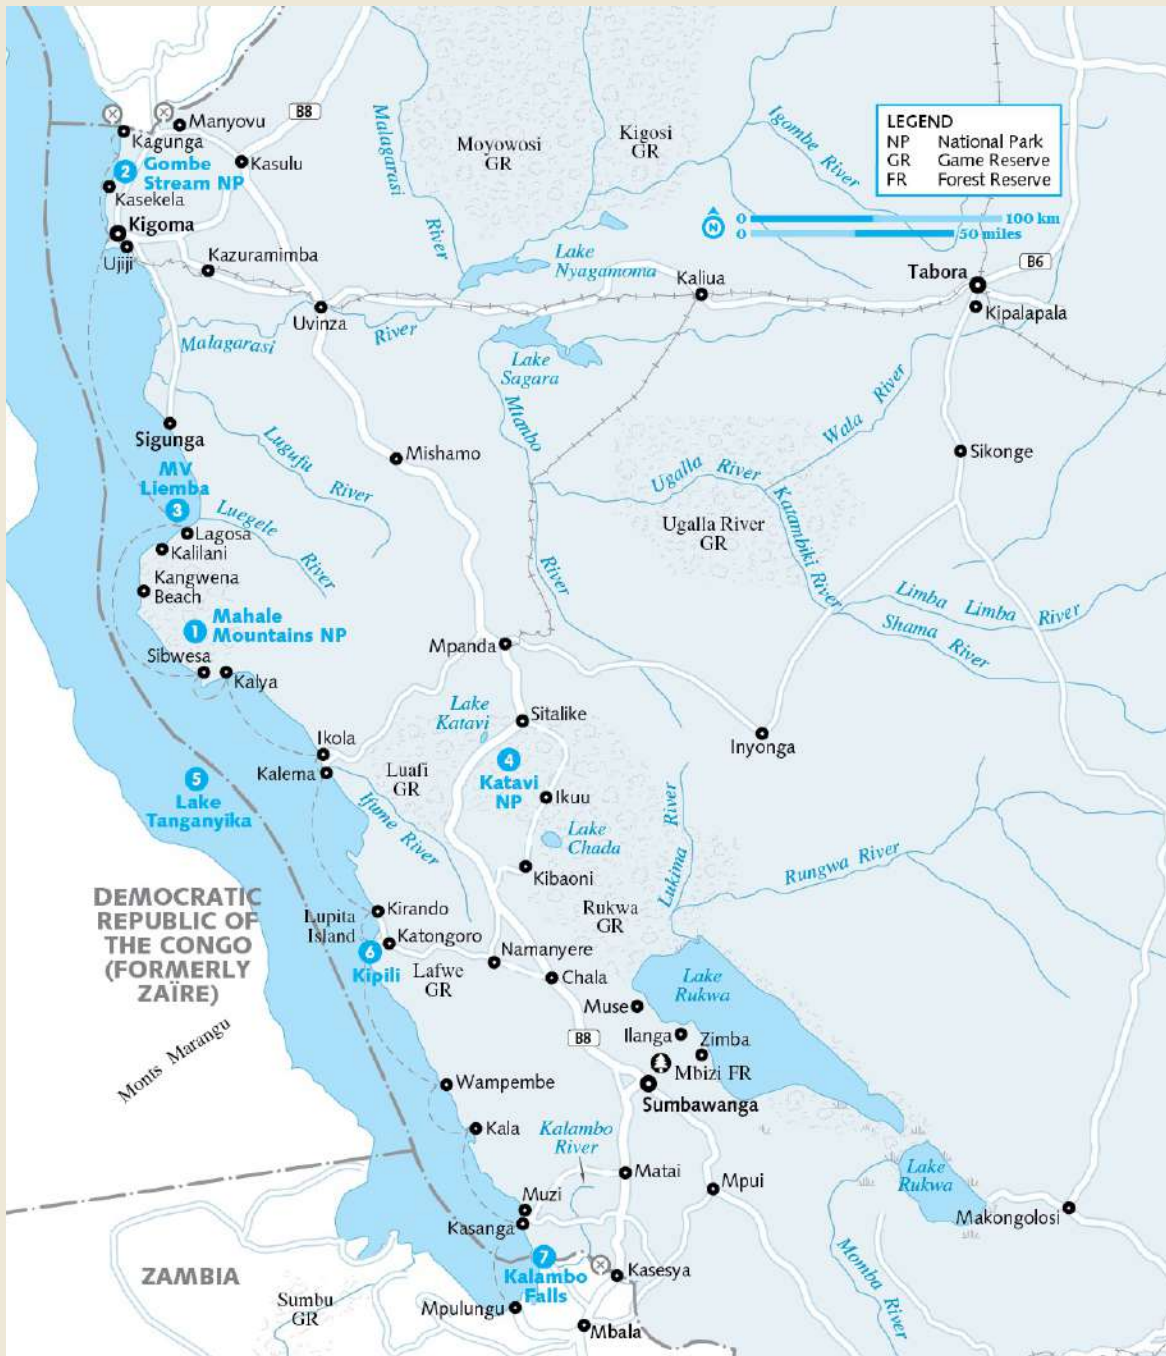 B8
Manyovu
Kagunga
2
Gombe
Stream NP
Kasulu
Kasekela
Kigoma
Ujiji
Kazuramimba
Uvinza
Malagarasi
River
Malagarasi
River
Moyowosi
GR
Kigosi
GR
Igombe River
LEGEND
NP National Park
GR Game Reserve
FR Forest Reserve
N
0 100 km
0 50 miles
Lake
Nyagamoma
Kaliua
Tabora
B6
Kipalapala
Lake
Sagara
Mtambo
River
Wala River
Sigunga
Lugufu
River
Mishamo
Sikonge
MV
Liemba
3
Luegele
River
Lagosa
Kalilani
Kangwena
Beach
Ugalla River
Ugalla River
GR
Katambiki River
Limba Limba River
Shama River
1
Mahale
Mountains NP
Sibwesa
Kalya
Mpanda
Lake
Katavi
Sitalike
Inyonga
Ikola
Kalema
Luafi
GR
4
Katavi
NP
Ikuu
5
Lake
Tanganyika
Ifume River
Lake
Chada
Lukima River
Rungwa River
Kibaoni
DEMOCRATIC
REPUBLIC OF
THE CONGO
(FORMERLY
ZAÏRE)
Lupita
Island
Kirando
Katongoro
6
Kipili
Lafwe
GR
Namanyere
Rukwa
GR
Chala
Lake
Rukwa
Muse
Ilanga
Zimba
B8
Mbizi FR
Sumbawanga
Monts Marangu
Wampembe
Kala
Kalambo
River
Matai
Mpui
Lake
Rukwa
Makongolosi
Muzi
Kasanga
Momba River
ZAMBIA
Sumbu
GR
7
Kalambo
Falls
Kasesya
Mpulungu
Mbala